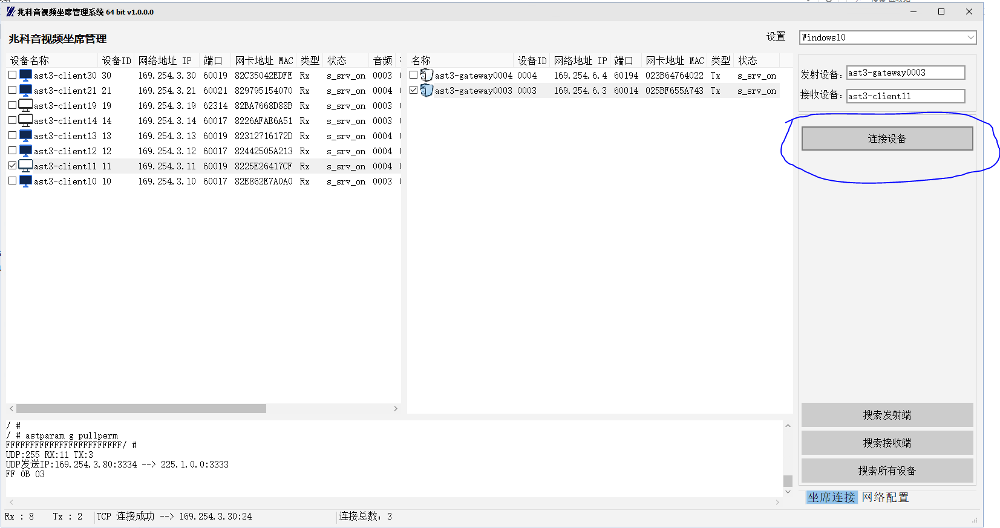 兆科音视频坐席管理系统 64 bit v1.0.0.0
兆科音视频坐席管理
设置
Windows10
设备名称 设备ID 网络地址 IP 端口 网卡地址 MAC 类型 状态 音频
ast3-client30 30 169.254.3.30 60019 82C35042EDFE Rx s_srv_on 0003
ast3-client21 21 169.254.3.21 60021 829795154070 Rx s_srv_on 0004
ast3-client19 19 169.254.3.19 62314 82BA7668D88B Rx s_srv_on 0003
ast3-client14 14 169.254.3.14 60017 8226AFAE6A51 Rx s_srv_on 0003
ast3-client13 13 169.254.3.13 60019 82312716172D Rx s_srv_on 0004
ast3-client12 12 169.254.3.12 60017 82442505A213 Rx s_srv_on 0004
ast3-client11 11 169.254.3.11 60019 8225E26417CF Rx s_srv_on 0004
ast3-client10 10 169.254.3.10 60017 82E862E7A0A0 Rx s_srv_on 0003
名称 设备ID 网络地址 IP 端口 网卡地址 MAC 类型 状态
ast3-gateway0004 0004 169.254.6.4 60194 023B64764022 Tx s_srv_on
ast3-gateway0003 0003 169.254.6.3 60014 025BF655A743 Tx s_srv_on
发射设备: ast3-gateway0003
接收设备: ast3-client11
连接设备
搜索发射端
搜索接收端
搜索所有设备
坐席连接 网络配置
/ #
/ # astparam g pullperm
FFFFFFFFFFFFFFFFFFFFFFFF/ #
UDP:255 RX:11 TX:3
UDP发送IP:169.254.3.80:3334 --> 225.1.0.0:3333
FF 0B 03
Rx : 8 Tx : 2 TCP 连接成功 --> 169.254.3.30:24 连接总数: 3